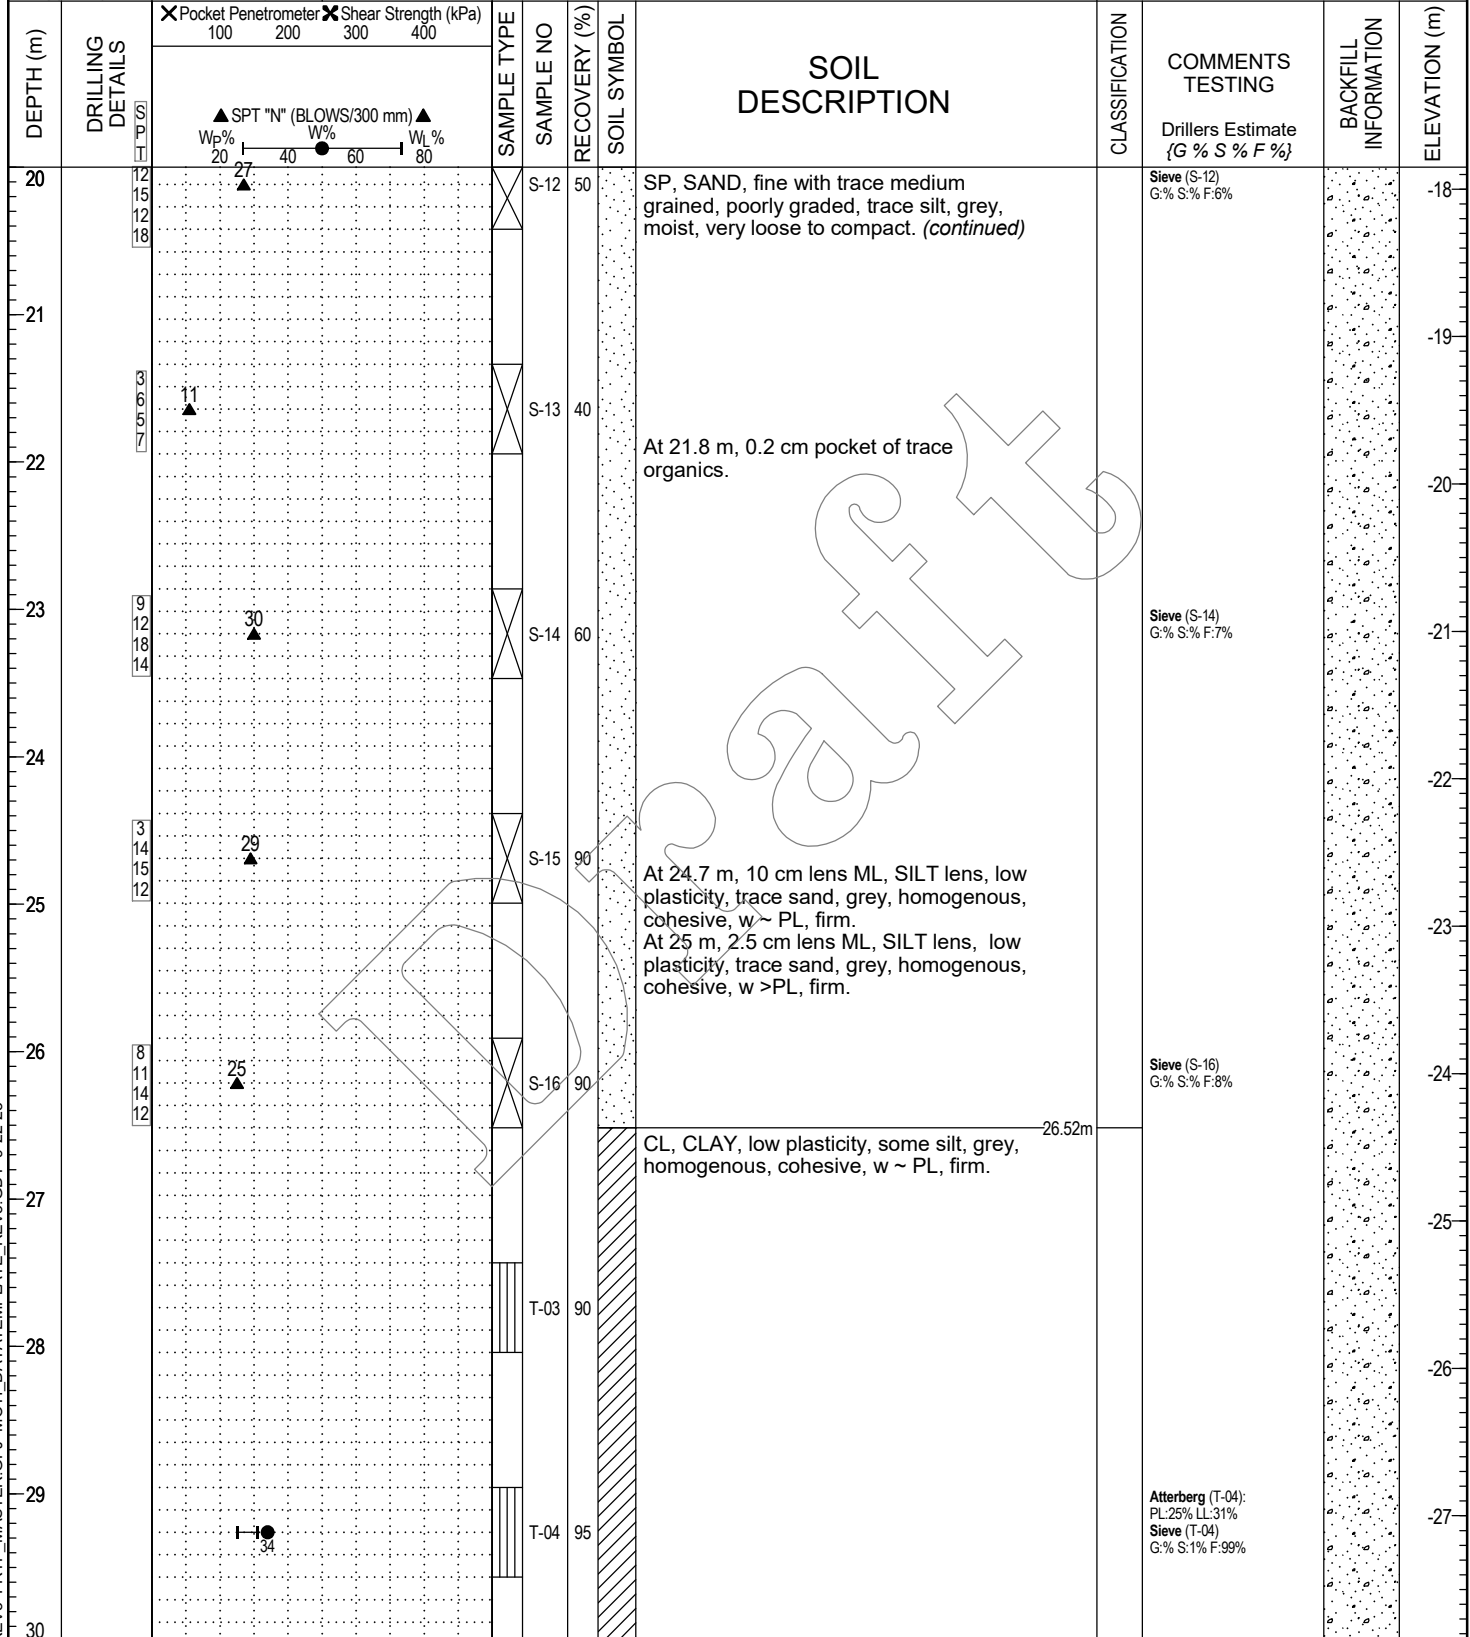 Pocket Penetrometer Shear Strength (kPa)
100 200 300 400
DEPTH (m)
DRILLING DETAILS
SPT
▲ SPT "N" (BLOWS/300 mm) ▲
WP% W% WL%
20 40 60 80
SAMPLE TYPE
SAMPLE NO
RECOVERY (%)
SOIL SYMBOL
SOIL
DESCRIPTION
CLASSIFICATION
COMMENTS
TESTING
Drillers Estimate
{G % S % F %}
BACKFILL INFORMATION
ELEVATION (m)
20
12
15
12
18
27
S-12 50
SP, SAND, fine with trace medium
grained, poorly graded, trace silt, grey,
moist, very loose to compact. (continued)
Sieve (S-12)
G:% S:% F:6%
-18
21
-19
3
6
5
7
11
S-13 40
At 21.8 m, 0.2 cm pocket of trace
organics.
22
-20
23
9
12
18
14
30
S-14 60
Sieve (S-14)
G:% S:% F:7%
-21
24
-22
3
14
15
12
29
S-15 90
At 24.7 m, 10 cm lens ML, SILT lens, low
plasticity, trace sand, grey, homogenous,
cohesive, w ~ PL, firm.
At 25 m, 2.5 cm lens ML, SILT lens, low
plasticity, trace sand, grey, homogenous,
cohesive, w >PL, firm.
25
-23
26
8
11
14
12
25
S-16 90
Sieve (S-16)
G:% S:% F:8%
-24
26.52m
CL, CLAY, low plasticity, some silt, grey,
homogenous, cohesive, w ~ PL, firm.
27
-25
T-03 90
28
-26
29
34
T-04 95
Atterberg (T-04):
PL:25% LL:31%
Sieve (T-04)
G:% S:1% F:99%
-27
30
Draft